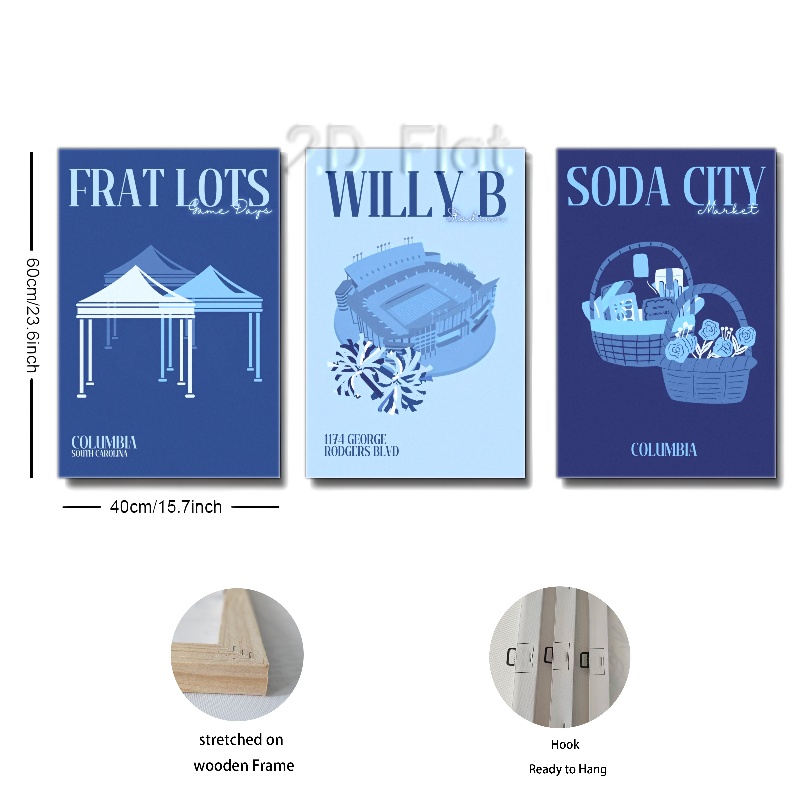 2D Flat
FRAT LOTS
Game Days
WILLY B
SODA CITY
Market
60cm/23.6inch
COLUMBIA
SOUTH CAROLINA
1174 GEORGE
RODGERS BLVD
COLUMBIA
40cm/15.7inch
stretched on
wooden Frame
Hook
Ready to Hang